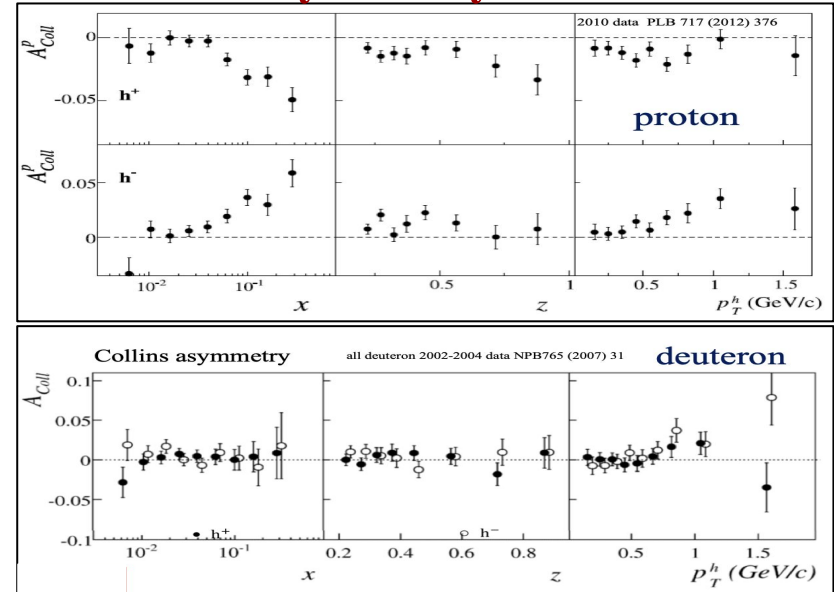 2010 data PLB 717 (2012) 376
A^p_Coll
0
-0.05
h+
proton
A^p_Coll
0.05
0
h-
10^-2 10^-1 0.5 1 0.5 1 1.5
x z p_T^h (GeV/c)
Collins asymmetry all deuteron 2002-2004 data NPB765 (2007) 31 deuteron
A_Coll
0.1
0.05
0
-0.05
-0.1
h+ h−
10^-2 10^-1 0.2 0.4 0.6 0.8 0.5 1 1.5
x z p_T^h (GeV/c)